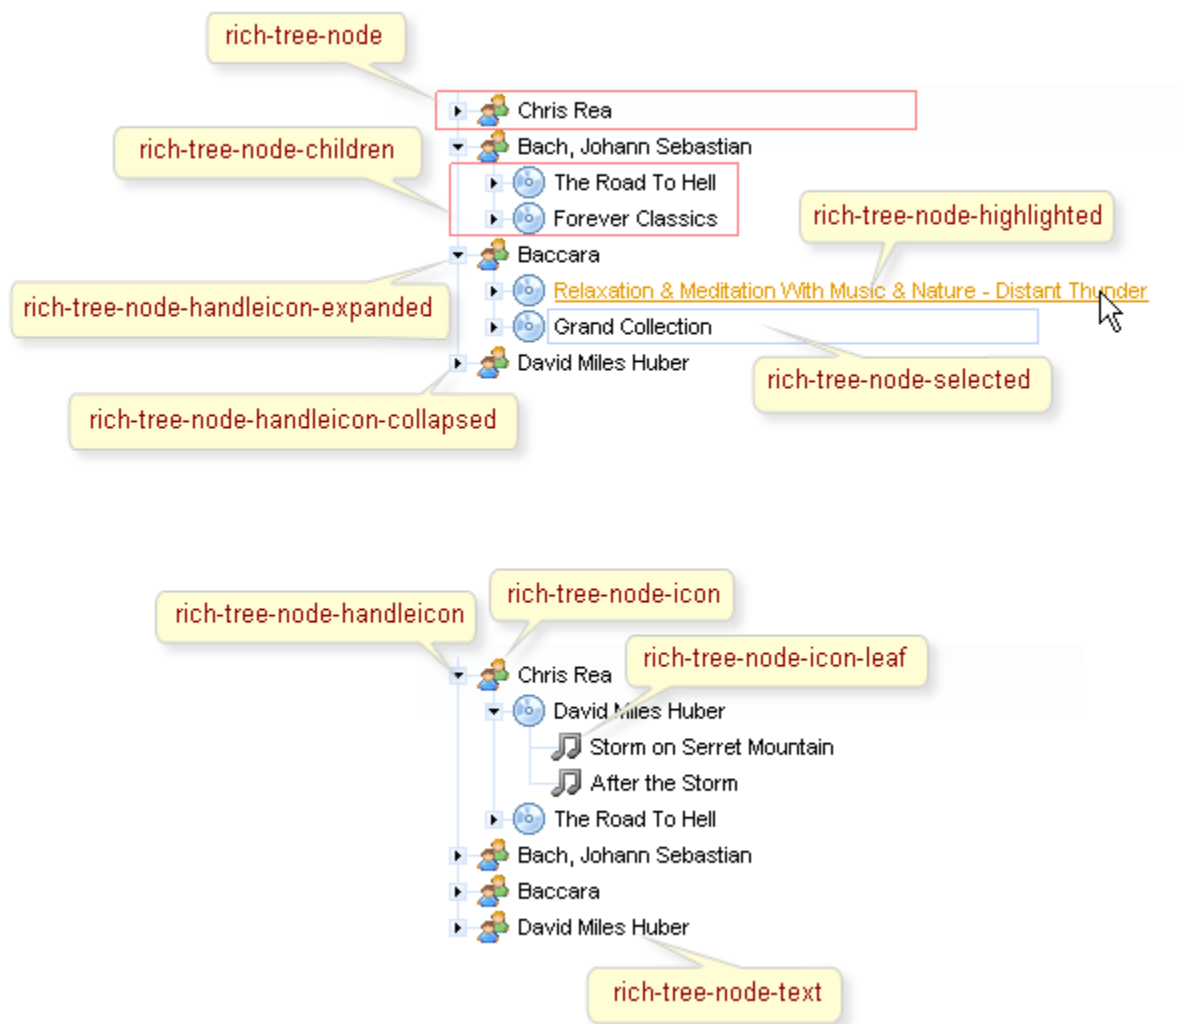 rich-tree-node
Chris Rea
rich-tree-node-children
Bach, Johann Sebastian
The Road To Hell
Forever Classics
rich-tree-node-highlighted
Baccara
Relaxation & Meditation With Music & Nature - Distant Thunder
rich-tree-node-handleicon-expanded
Grand Collection
David Miles Huber
rich-tree-node-selected
rich-tree-node-handleicon-collapsed
rich-tree-node-icon
rich-tree-node-handleicon
rich-tree-node-icon-leaf
Chris Rea
David Miles Huber
Storm on Serret Mountain
After the Storm
The Road To Hell
Bach, Johann Sebastian
Baccara
David Miles Huber
rich-tree-node-text